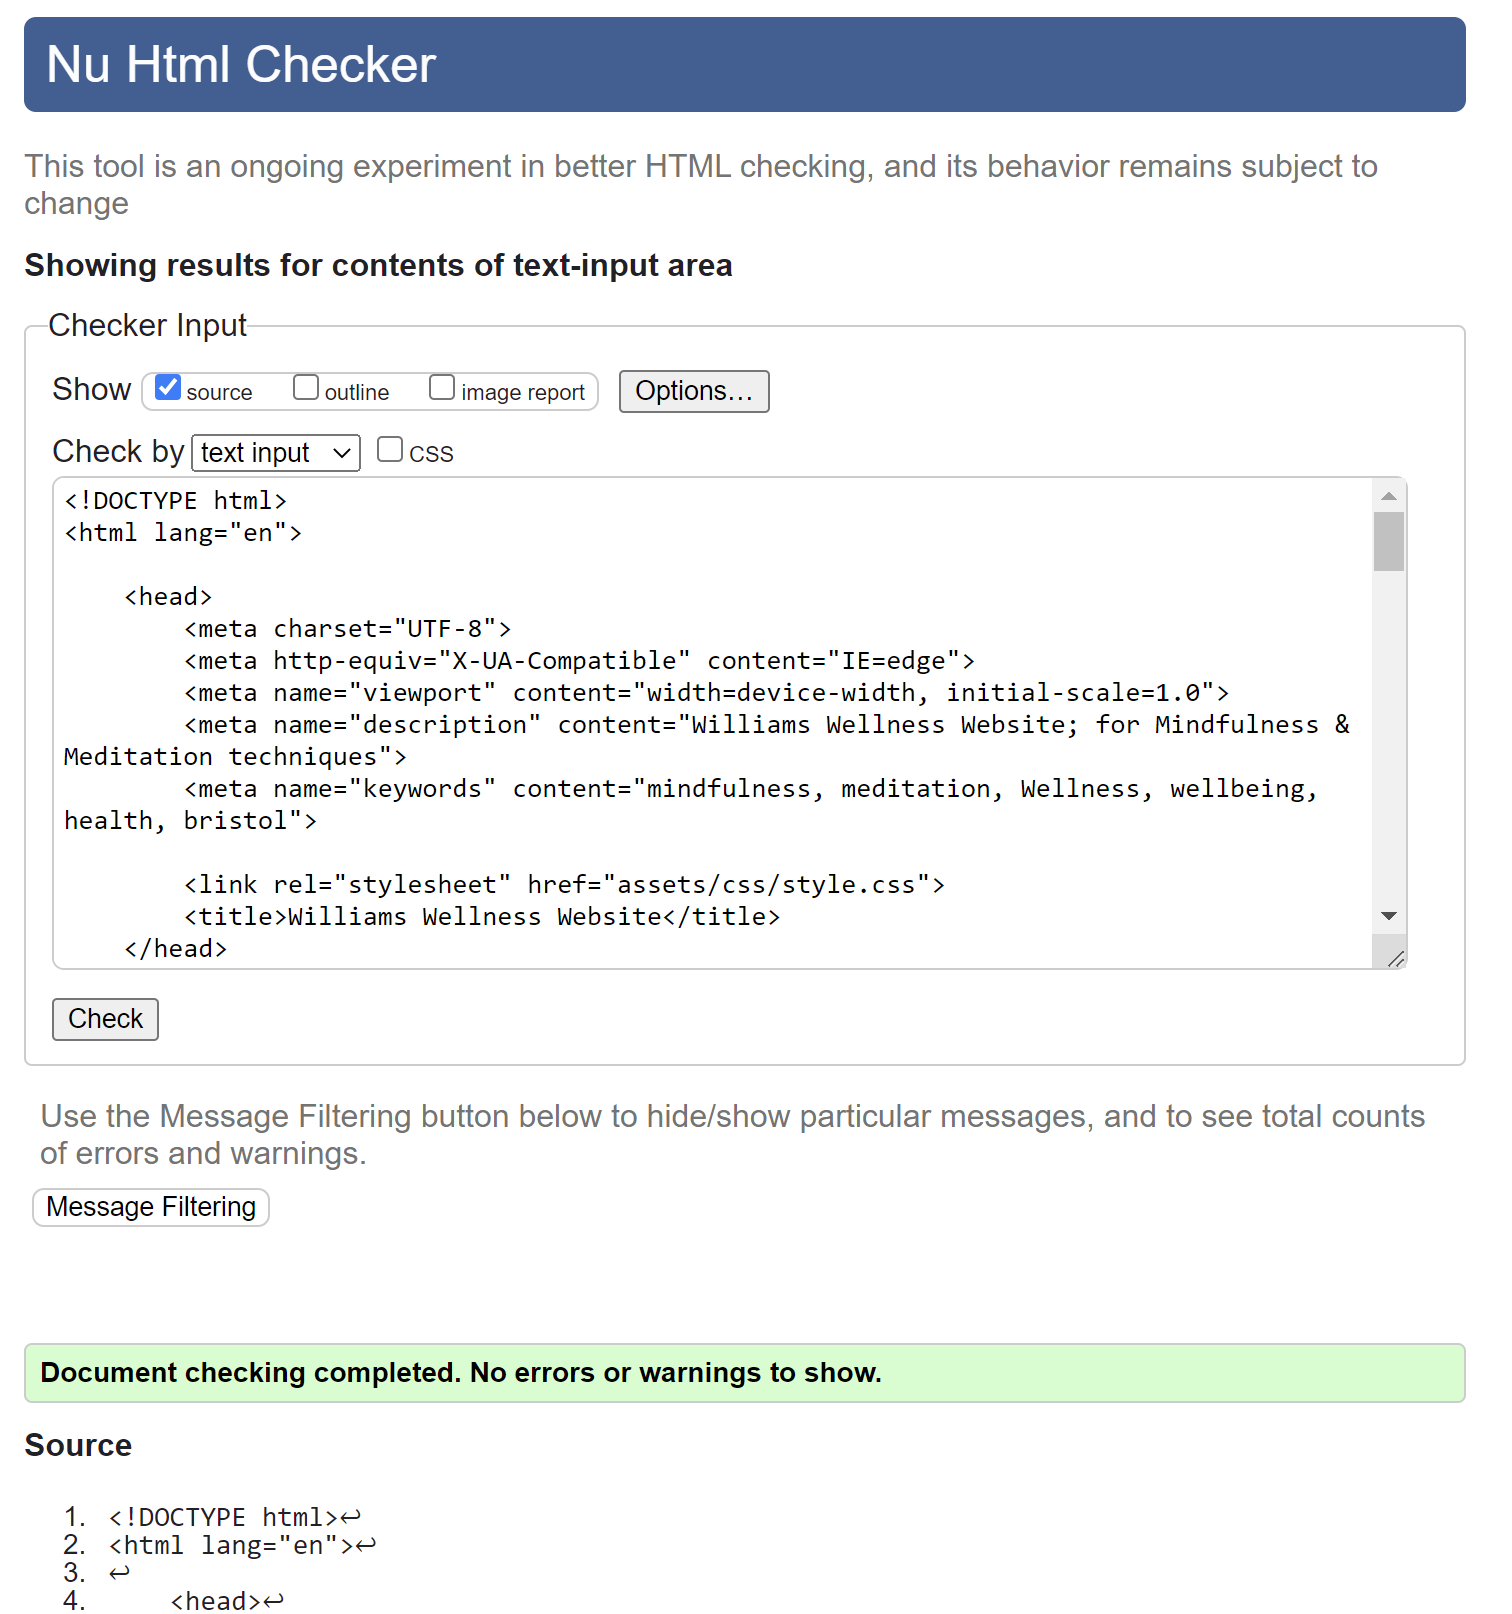 Nu Html Checker
This tool is an ongoing experiment in better HTML checking, and its behavior remains subject to
change
Showing results for contents of text-input area
Checker Input
Show source outline image report Options...
Check by text input CSS
<!DOCTYPE html>
<html lang="en">
<head>
<meta charset="UTF-8">
<meta http-equiv="X-UA-Compatible" content="IE=edge">
<meta name="viewport" content="width=device-width, initial-scale=1.0">
<meta name="description" content="Williams Wellness Website; for Mindfulness &
Meditation techniques">
<meta name="keywords" content="mindfulness, meditation, Wellness, wellbeing,
health, bristol">
<link rel="stylesheet" href="assets/css/style.css">
<title>Williams Wellness Website</title>
</head>
Check
Use the Message Filtering button below to hide/show particular messages, and to see total counts
of errors and warnings.
Message Filtering
Document checking completed. No errors or warnings to show.
Source
1. <!DOCTYPE html>↩
2. <html lang="en">↩
3. ↩
4. <head>↩